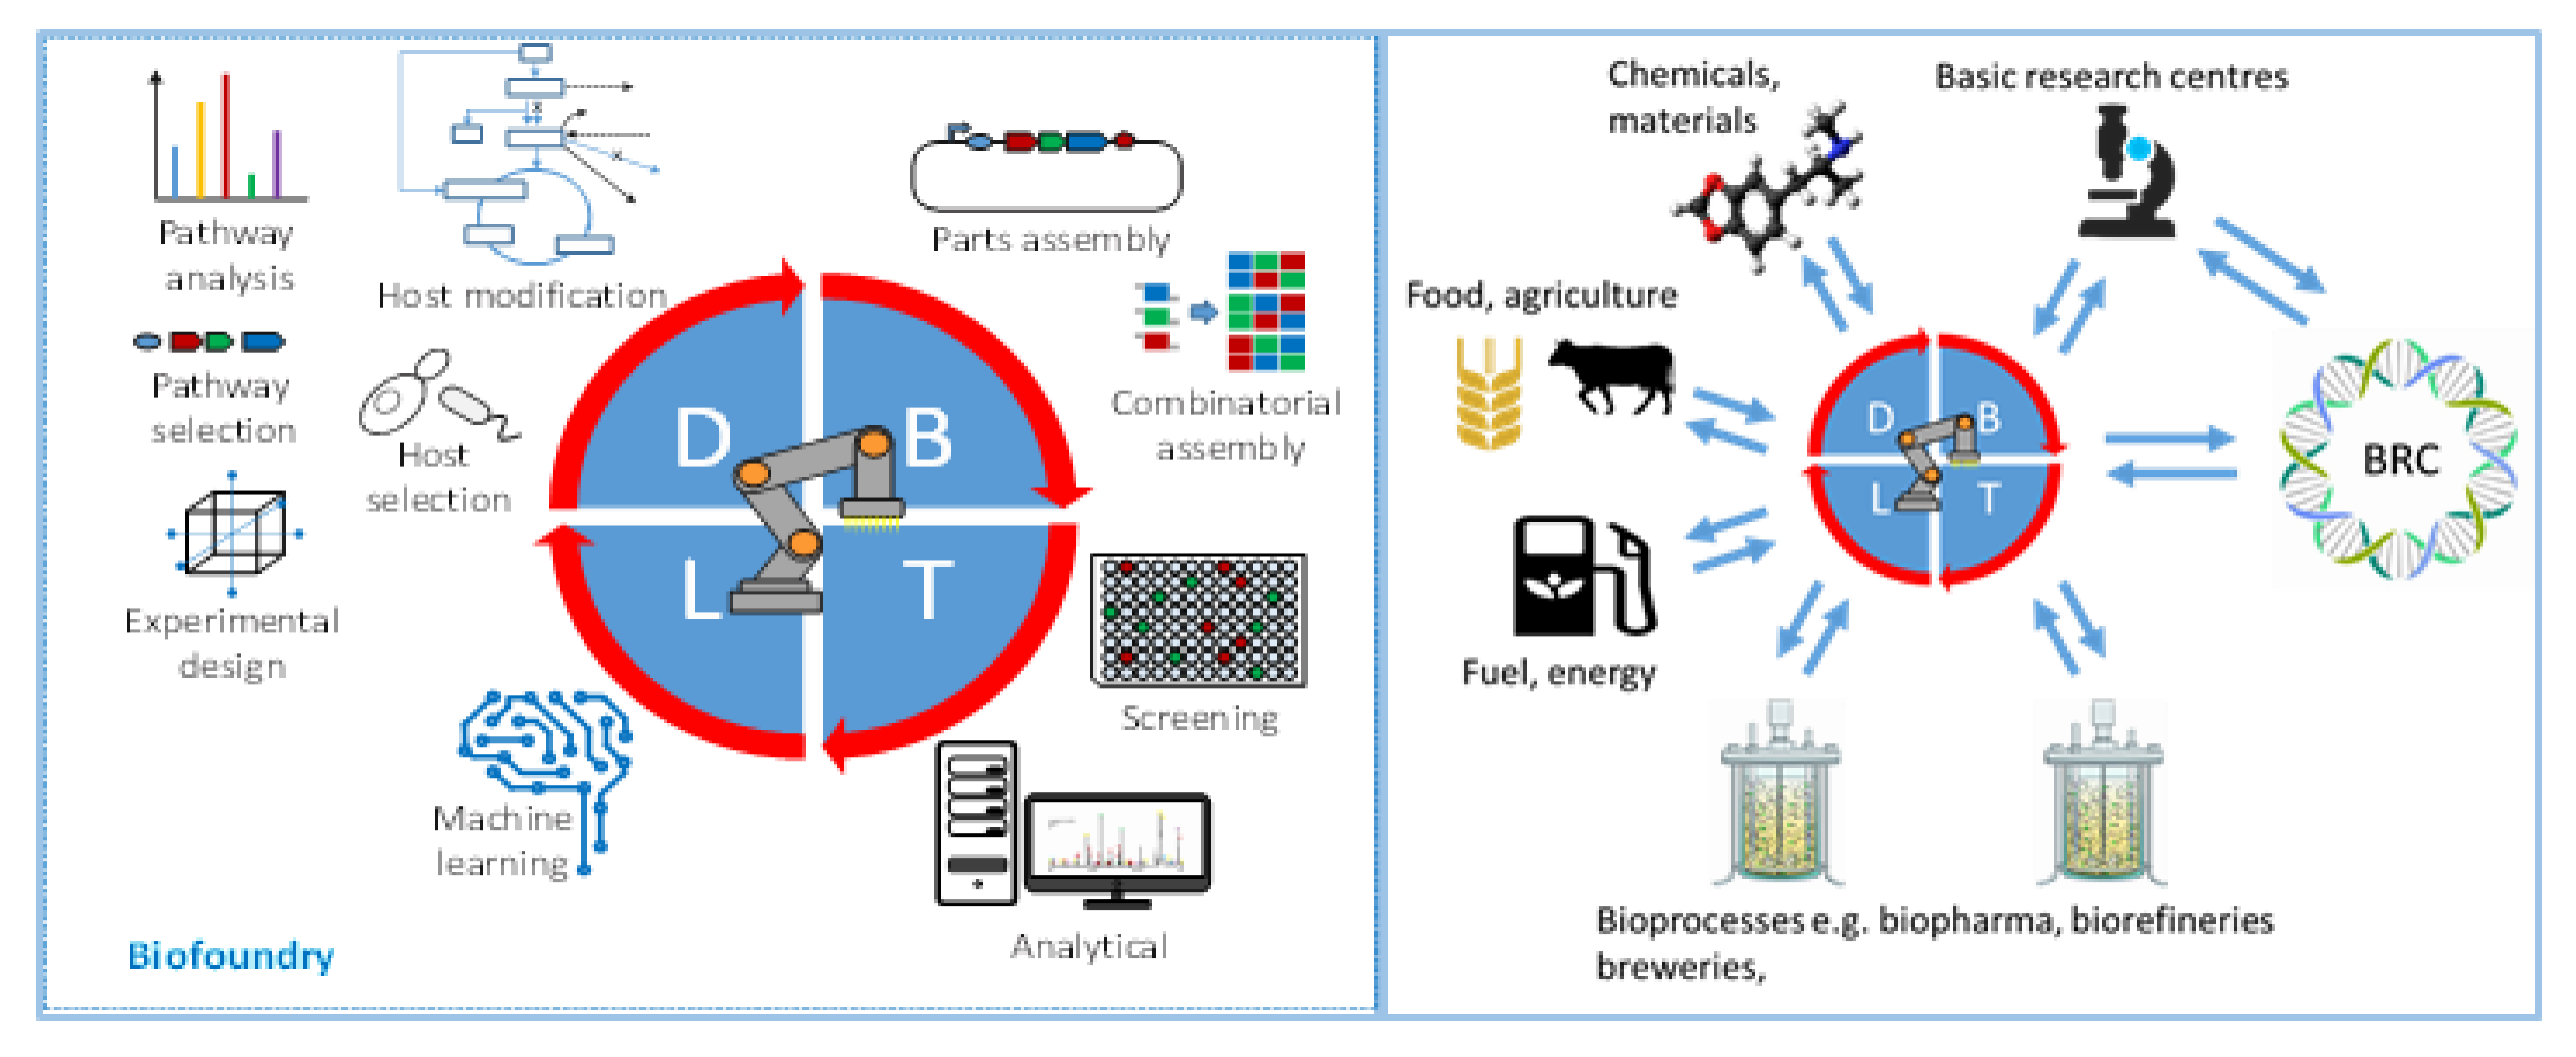 Pathway
analysis
Host modification
Pathway
selection
Host
selection
Experimental
design
Parts assembly
Combinatorial
assembly
D
B
L
T
Screening
Machine
learning
Analytical
Biofoundry
Chemicals,
materials
Basic research centres
Food, agriculture
D
B
L
T
BRC
Fuel, energy
Bioprocesses e.g. biopharma, biorefineries
breweries,